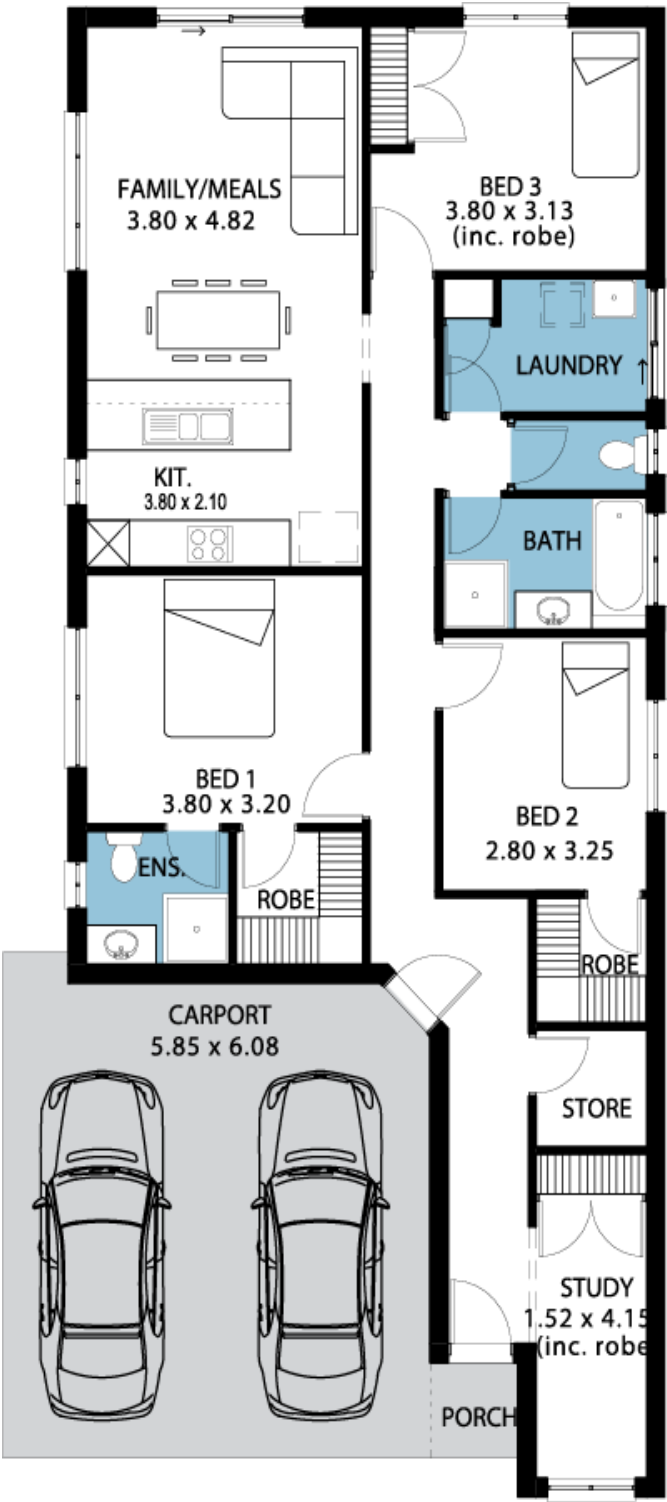 FAMILY/MEALS
3.80 x 4.82
BED 3
3.80 x 3.13
(inc. robe)
LAUNDRY
KIT.
3.80 x 2.10
BATH
BED 1
3.80 x 3.20
BED 2
2.80 x 3.25
ENS.
ROBE
ROBE
CARPORT
5.85 x 6.08
STORE
STUDY
1.52 x 4.15
(inc. robe
PORCH